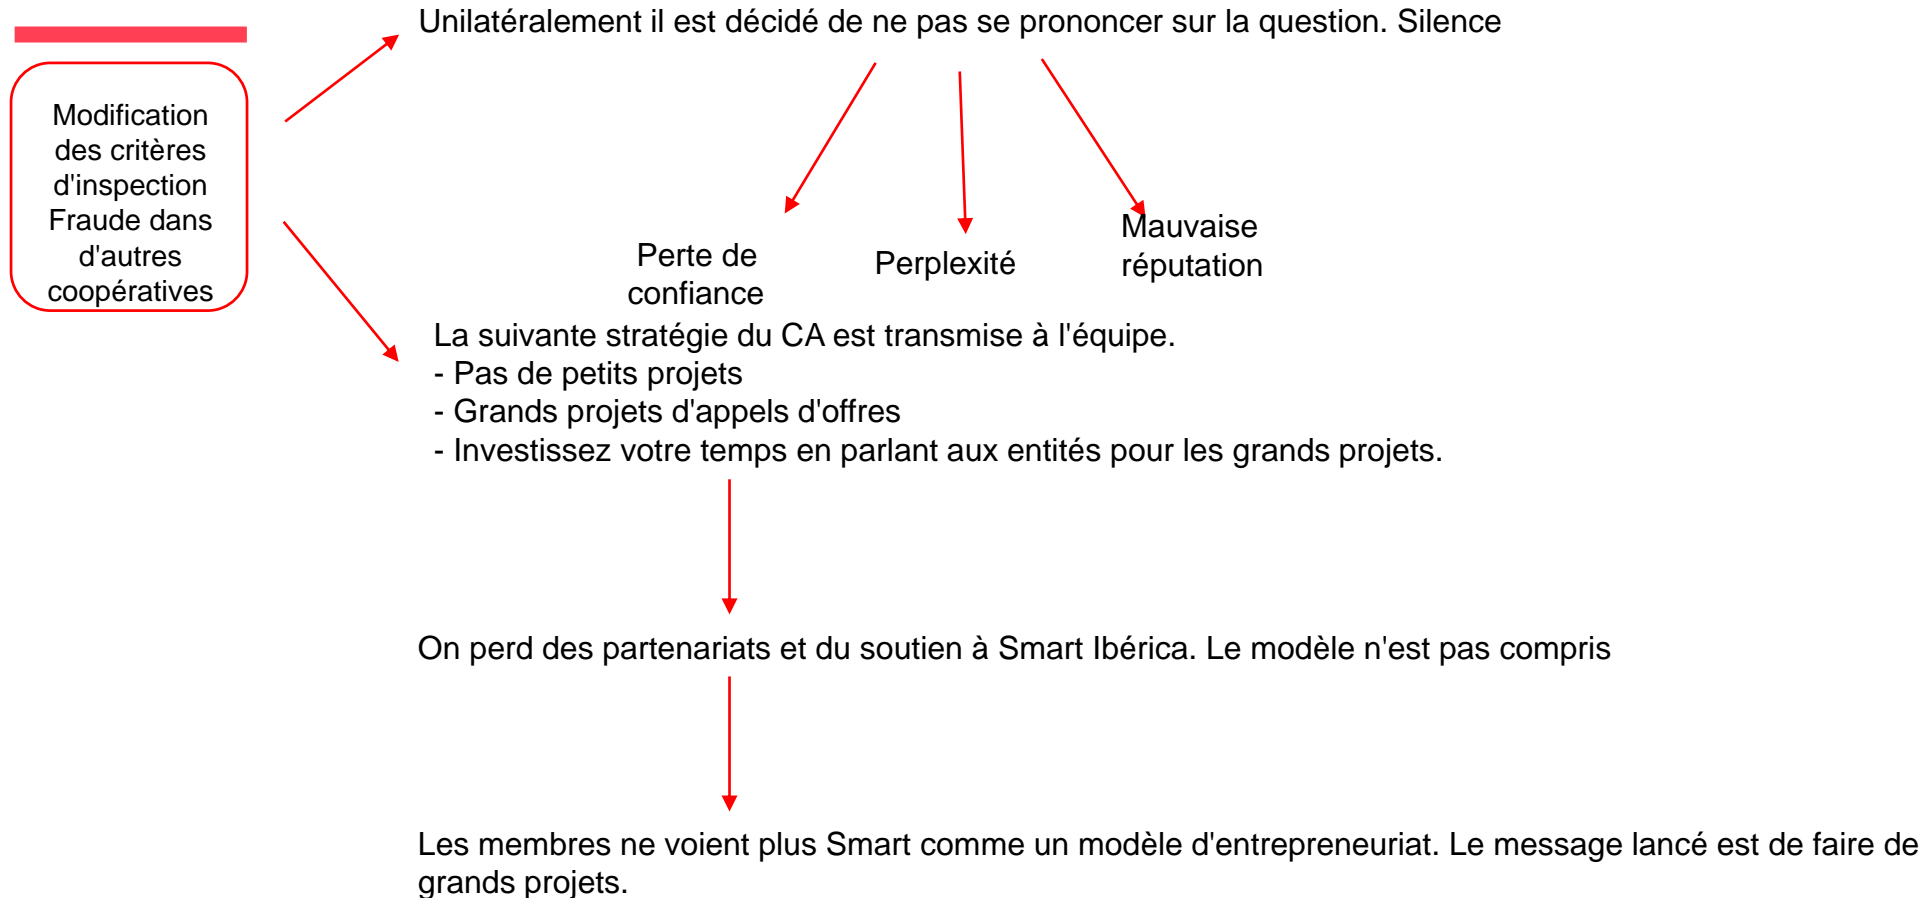 Unilatéralement il est décidé de ne pas se prononcer sur la question. Silence
Modification
des critères
d'inspection
Fraude dans
d'autres
coopératives
Perte de
confiance
Perplexité
Mauvaise
réputation
La suivante stratégie du CA est transmise à l'équipe.
- Pas de petits projets
- Grands projets d'appels d'offres
- Investissez votre temps en parlant aux entités pour les grands projets.
On perd des partenariats et du soutien à Smart Ibérica. Le modèle n'est pas compris
Les membres ne voient plus Smart comme un modèle d'entrepreneuriat. Le message lancé est de faire de
grands projets.